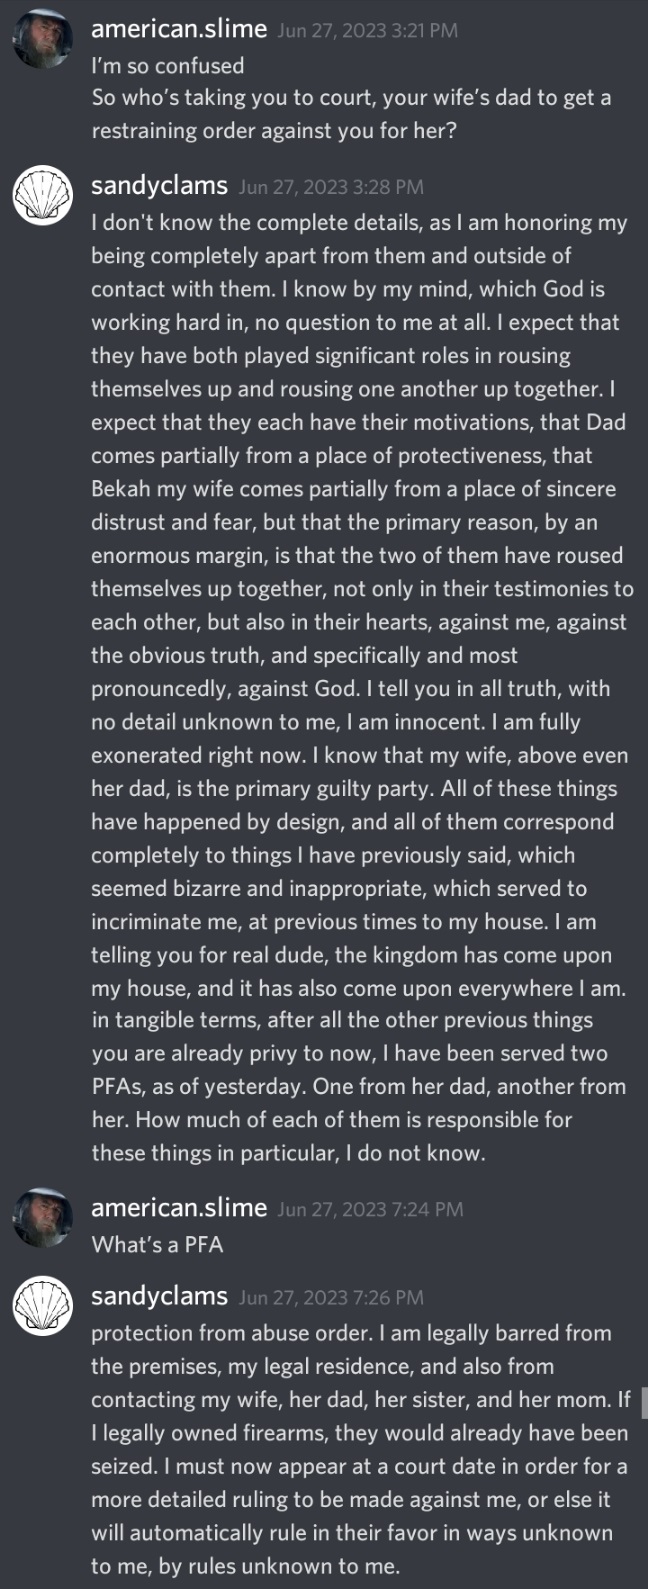 american.slime Jun 27, 2023 3:21 PM
I'm so confused
So who's taking you to court, your wife's dad to get a
restraining order against you for her?
sandyclams Jun 27, 2023 3:28 PM
I don't know the complete details, as I am honoring my
being completely apart from them and outside of
contact with them. I know by my mind, which God is
working hard in, no question to me at all. I expect that
they have both played significant roles in rousing
themselves up and rousing one another up together. I
expect that they each have their motivations, that Dad
comes partially from a place of protectiveness, that
Bekah my wife comes partially from a place of sincere
distrust and fear, but that the primary reason, by an
enormous margin, is that the two of them have roused
themselves up together, not only in their testimonies to
each other, but also in their hearts, against me, against
the obvious truth, and specifically and most
pronouncedly, against God. I tell you in all truth, with
no detail unknown to me, I am innocent. I am fully
exonerated right now. I know that my wife, above even
her dad, is the primary guilty party. All of these things
have happened by design, and all of them correspond
completely to things I have previously said, which
seemed bizarre and inappropriate, which served to
incriminate me, at previous times to my house. I am
telling you for real dude, the kingdom has come upon
my house, and it has also come upon everywhere I am.
in tangible terms, after all the other previous things
you are already privy to now, I have been served two
PFAs, as of yesterday. One from her dad, another from
her. How much of each of them is responsible for
these things in particular, I do not know.
american.slime Jun 27, 2023 7:24 PM
What's a PFA
sandyclams Jun 27, 2023 7:26 PM
protection from abuse order. I am legally barred from
the premises, my legal residence, and also from
contacting my wife, her dad, her sister, and her mom. If
I legally owned firearms, they would already have been
seized. I must now appear at a court date in order for a
more detailed ruling to be made against me, or else it
will automatically rule in their favor in ways unknown
to me, by rules unknown to me.